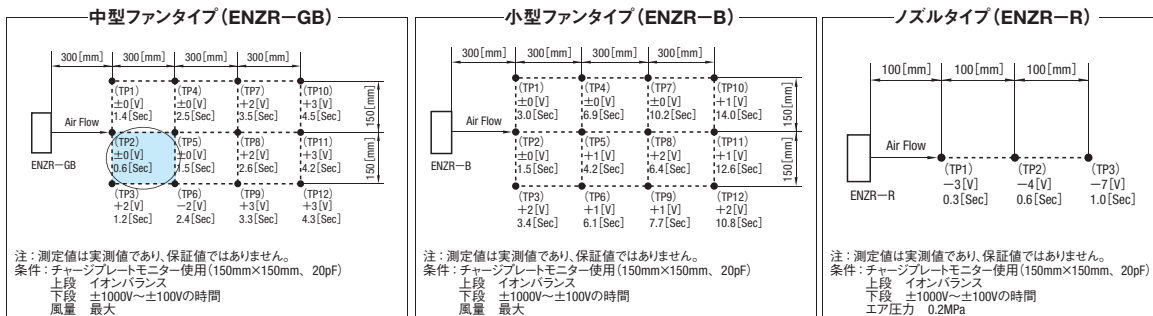 中型ファンタイプ(ENZR−GB)
300[mm] 300[mm] 300[mm] 300[mm]
(TP1) (TP4) (TP7) (TP10)
±0[V] ±0[V] +2[V] +3[V]
1.4[Sec] 2.5[Sec] 3.5[Sec] 4.5[Sec]
150[mm]
Air Flow
(TP2) (TP5) (TP8) (TP11)
±0[V] ±0[V] +2[V] +3[V]
0.6[Sec] 1.5[Sec] 2.6[Sec] 4.2[Sec]
150[mm]
ENZR−GB
(TP3) (TP6) (TP9) (TP12)
+2[V] −2[V] +3[V] +3[V]
1.2[Sec] 2.4[Sec] 3.3[Sec] 4.3[Sec]
注:測定値は実測値であり、保証値ではありません。
条件:チャージプレートモニター使用(150mm×150mm、20pF)
上段 イオンバランス
下段 ±1000V〜±100Vの時間
風量 最大
小型ファンタイプ(ENZR−B)
300[mm] 300[mm] 300[mm] 300[mm]
(TP1) (TP4) (TP7) (TP10)
±0[V] ±0[V] ±0[V] +1[V]
3.0[Sec] 6.9[Sec] 10.2[Sec] 14.0[Sec]
150[mm]
Air Flow
(TP2) (TP5) (TP8) (TP11)
±0[V] +1[V] +2[V] +1[V]
1.5[Sec] 4.2[Sec] 6.4[Sec] 12.6[Sec]
150[mm]
ENZR−B
(TP3) (TP6) (TP9) (TP12)
+2[V] +1[V] +1[V] +2[V]
3.4[Sec] 6.1[Sec] 7.7[Sec] 10.8[Sec]
注:測定値は実測値であり、保証値ではありません。
条件:チャージプレートモニター使用(150mm×150mm、20pF)
上段 イオンバランス
下段 ±1000V〜±100Vの時間
風量 最大
ノズルタイプ(ENZR−R)
100[mm] 100[mm] 100[mm]
Air Flow
ENZR−R
(TP1) (TP2) (TP3)
−3[V] −4[V] −7[V]
0.3[Sec] 0.6[Sec] 1.0[Sec]
注:測定値は実測値であり、保証値ではありません。
条件:チャージプレートモニター使用(150mm×150mm、20pF)
上段 イオンバランス
下段 ±1000V〜±100Vの時間
エア圧力 0.2MPa